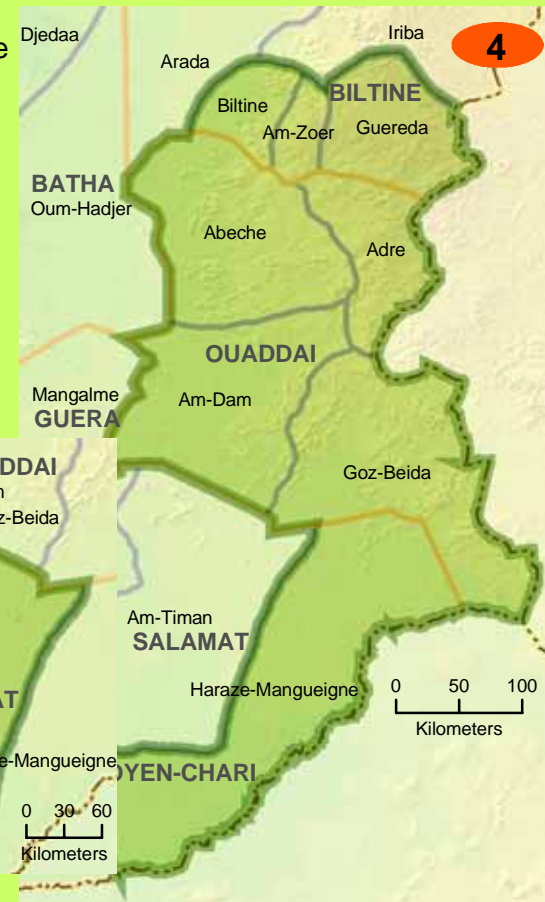 e
Djedaa
Iriba
4
Arada
Biltine
BILTINE
Am-Zoer
Guereda
BATHA
Oum-Hadjer
Abeche
Adre
OUADDAI
Mangalme
GUERA
Am-Dam
DDAI
n
z-Beida
Goz-Beida
Am-Timan
SALAMAT
AT
Haraze-Mangueigne
0 50 100
Kilometers
e-Mangueigne
OYEN-CHARI
0 30 60
Kilometers